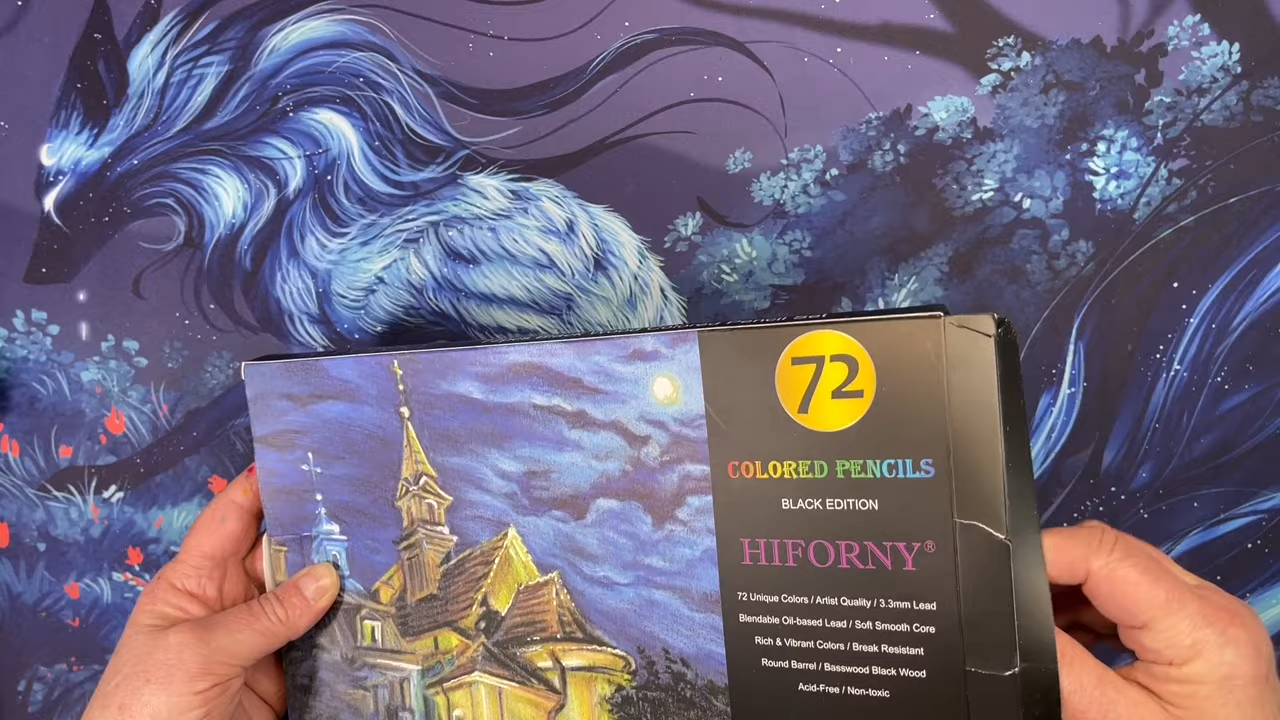 72
COLORED PENCILS
BLACK EDITION
HIFORNY®
72 Unique Colors / Artist Quality / 3.3mm Lead
Blendable Oil-based Lead / Soft Smooth Core
Rich & Vibrant Colors / Break Resistant
Round Barrel / Basswood Black Wood
Acid-Free / Non-toxic